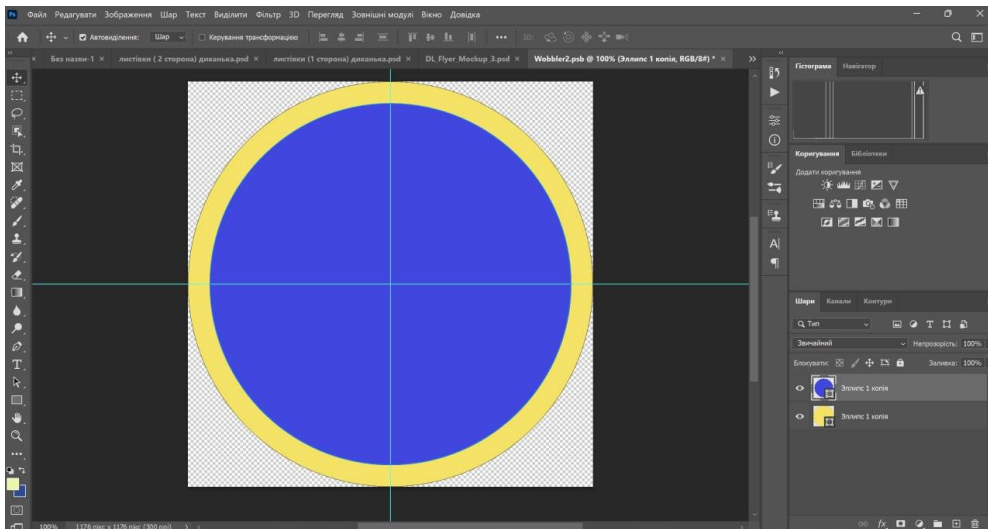 Ps Файл Редагувати Зображення Шар Текст Виділити Фільтр 3D Перегляд Зовнішні модулі Вікно Довідка
Автовиділення: Шар Керування трансформацією 3D:
Без назви-1 × листівки ( 2 сторона) диканька.psd × листівки (1 сторона) диканька.psd × DL_Flyer_Mockup_3.psd × Wobbler2.psb @ 100% (Эллипс 1 копія, RGB/8#) * ×
Гістограма Навігатор
Коригування Бібліотеки
Додати коригування
Шари Канали Контури
Тип
Звичайний Непрозорість: 100%
Блокувати: Заливка: 100%
Эллипс 1 копія
Эллипс 1 копія
100% 1176 пікс x 1176 пікс (300 ppi)